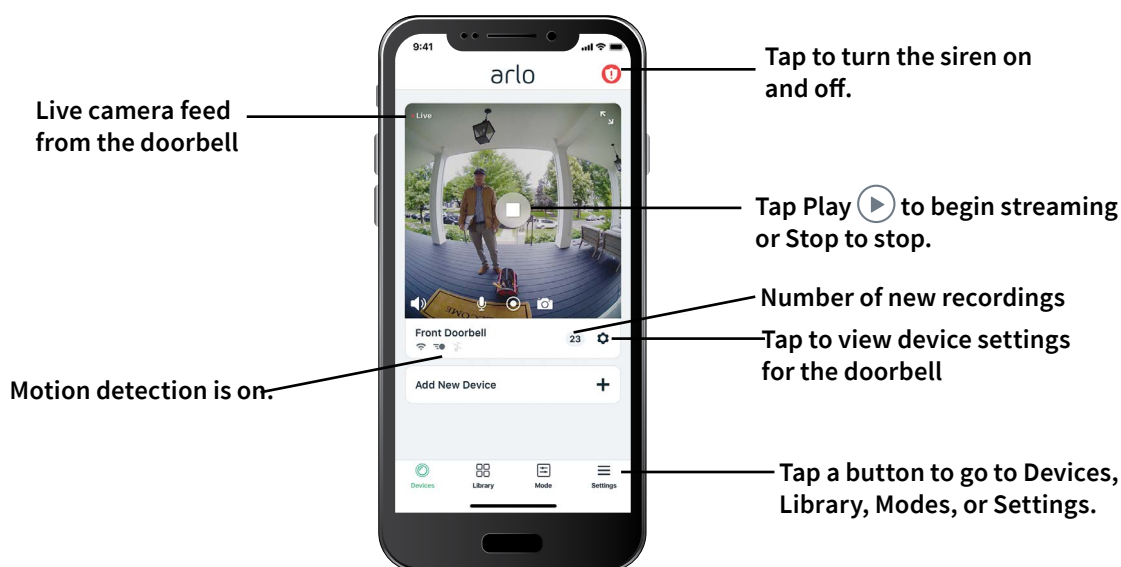 9:41
arlo
Tap to turn the siren on
and off.
Live camera feed
from the doorbell
Live
Tap Play to begin streaming
or Stop to stop.
WELCOME
Number of new recordings
Front Doorbell
23
Tap to view device settings
for the doorbell
Motion detection is on.
Add New Device
Devices Library Mode Settings
Tap a button to go to Devices,
Library, Modes, or Settings.